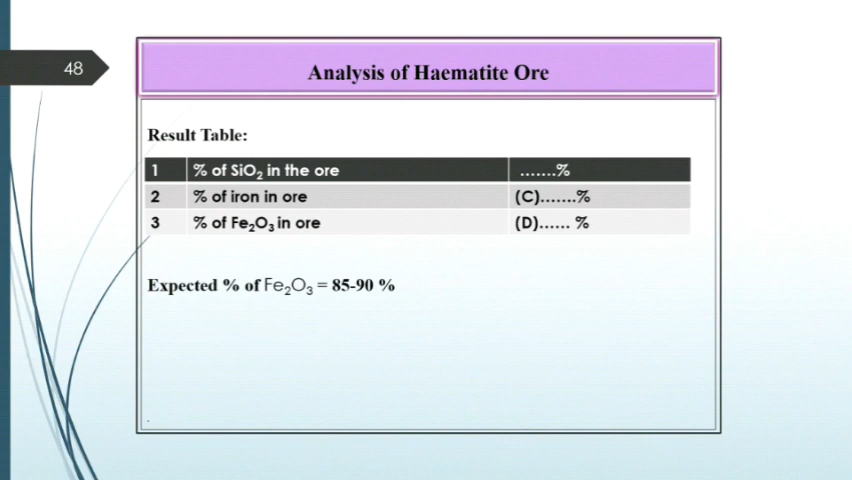 48
Analysis of Haematite Ore
Result Table:
1 % of SiO₂ in the ore .......%
2 % of iron in ore (C).......%
3 % of Fe₂O₃ in ore (D)...... %
Expected % of Fe₂O₃ = 85-90 %
.